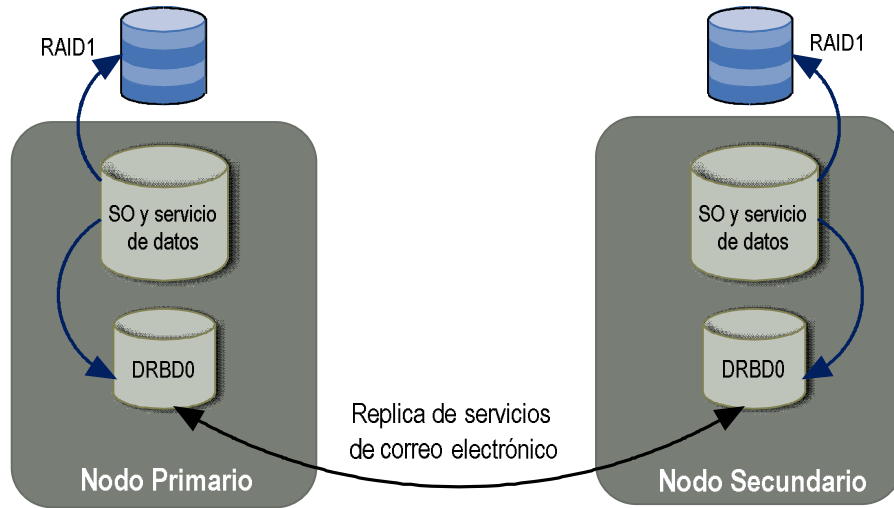 RAID1
RAID1
SO y servicio
de datos
SO y servicio
de datos
DRBD0
DRBD0
Replica de servicios
de correo electrónico
Nodo Primario
Nodo Secundario